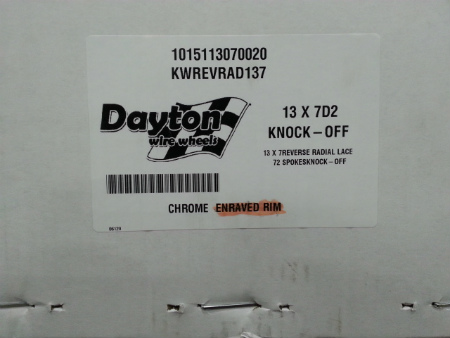 1015113070020
KWREVRAD137
Dayton
wire wheels
13 X 7D2
KNOCK-OFF
13 X 7REVERSE RADIAL LACE
72 SPOKESKNOCK-OFF
CHROME ENRAVED RIM